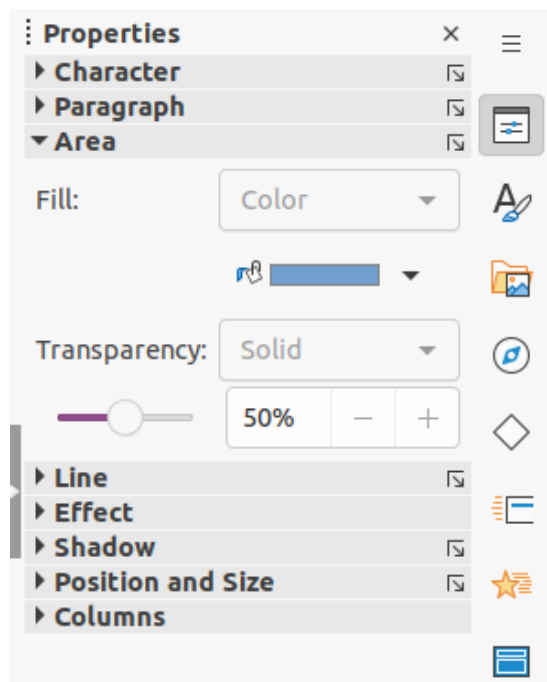 Properties
Character
Paragraph
Area
Fill:
Color
Transparency:
Solid
50%
Line
Effect
Shadow
Position and Size
Columns